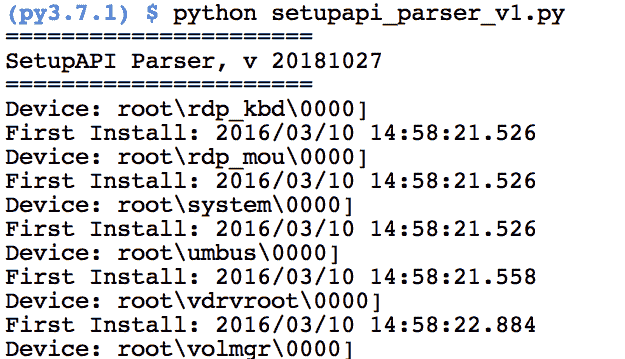 (py3.7.1) $ python setupapi_parser_v1.py
======================
SetupAPI Parser, v 20181027
======================
Device: root\rdp_kbd\0000]
First Install: 2016/03/10 14:58:21.526
Device: root\rdp_mou\0000]
First Install: 2016/03/10 14:58:21.526
Device: root\system\0000]
First Install: 2016/03/10 14:58:21.526
Device: root\umbus\0000]
First Install: 2016/03/10 14:58:21.558
Device: root\vdrvroot\0000]
First Install: 2016/03/10 14:58:22.884
Device: root\volmgr\0000]